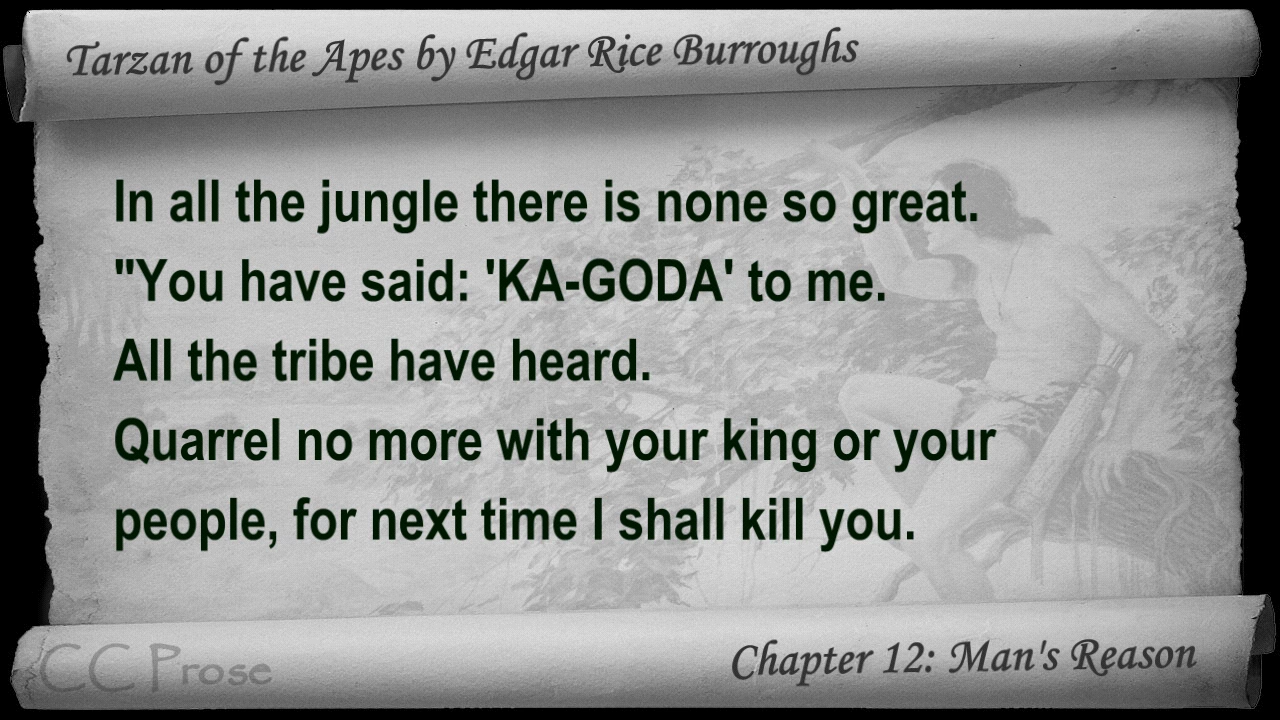 Tarzan of the Apes by Edgar Rice Burroughs
In all the jungle there is none so great.
"You have said: 'KA-GODA' to me.
All the tribe have heard.
Quarrel no more with your king or your
people, for next time I shall kill you.
CC Prose
Chapter 12: Man's Reason